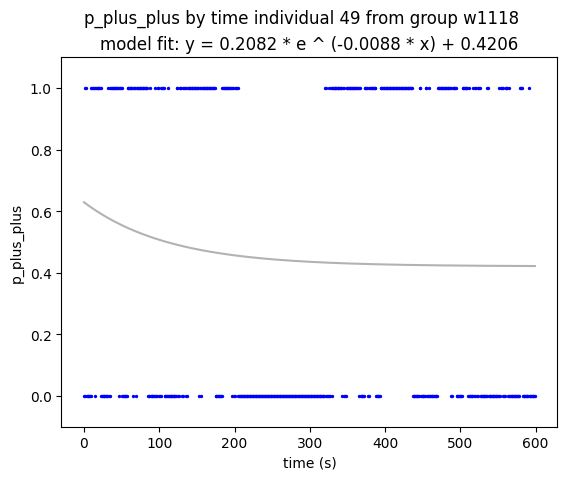 p_plus_plus by time individual 49 from group w1118
model fit: y = 0.2082 * e ^ (-0.0088 * x) + 0.4206
p_plus_plus
1.0
0.8
0.6
0.4
0.2
0.0
0 100 200 300 400 500 600
time (s)